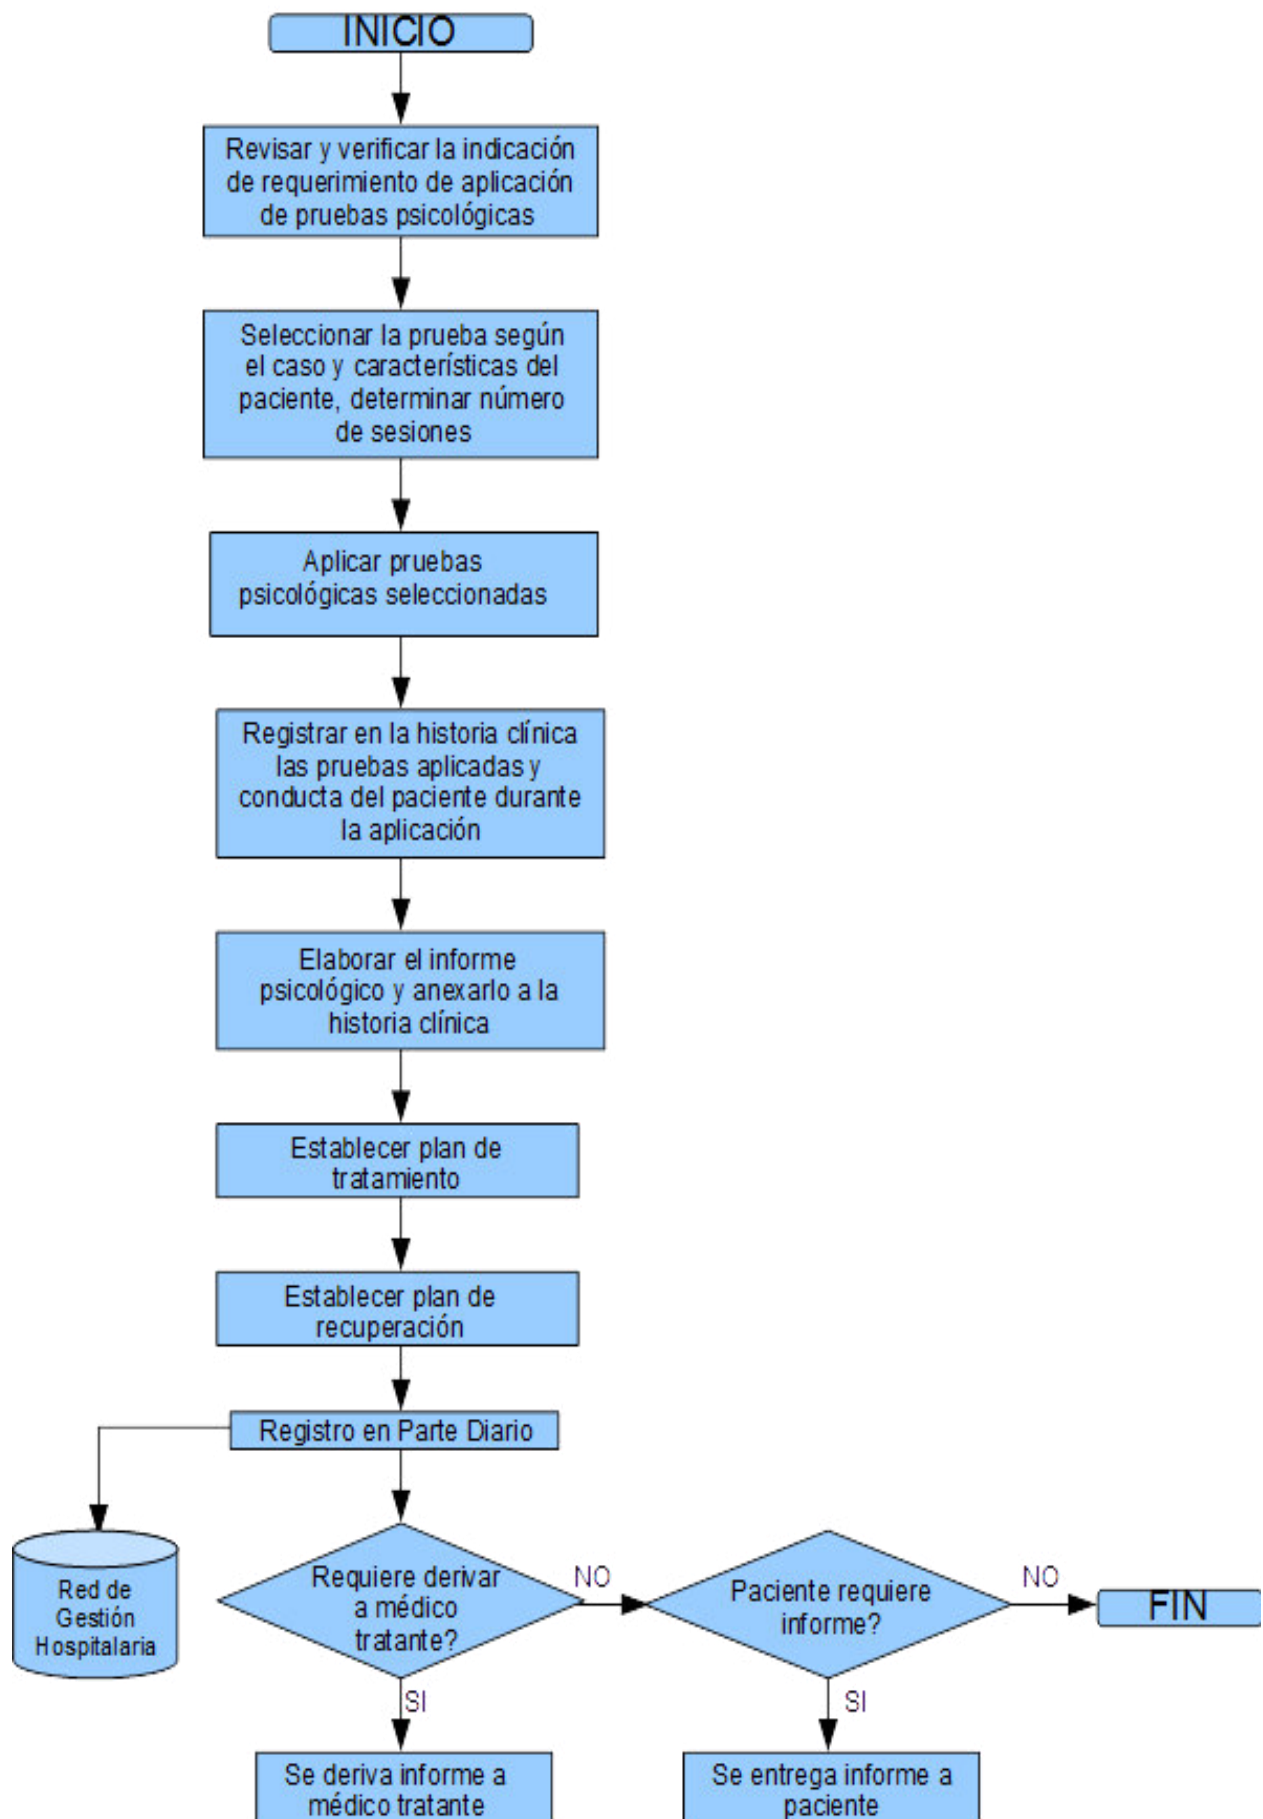 INICIO
Revisar y verificar la indicación
de requerimiento de aplicación
de pruebas psicológicas
Seleccionar la prueba según
el caso y características del
paciente, determinar número
de sesiones
Aplicar pruebas
psicológicas seleccionadas
Registrar en la historia clínica
las pruebas aplicadas y
conducta del paciente durante
la aplicación
Elaborar el informe
psicológico y anexarlo a la
historia clínica
Establecer plan de
tratamiento
Establecer plan de
recuperación
Registro en Parte Diario
Red de
Gestión
Hospitalaria
Requiere derivar
a médico
tratante?
NO
Paciente requiere
informe?
NO
FIN
SI
SI
Se deriva informe a
médico tratante
Se entrega informe a
paciente